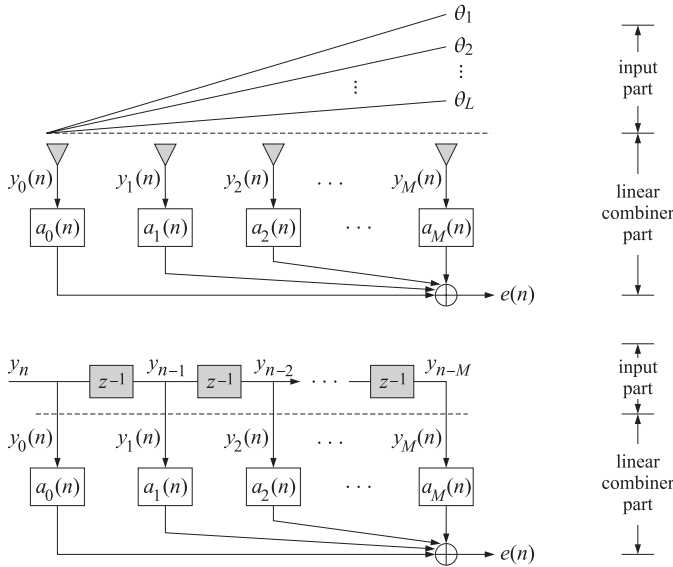 θ1
θ2
⋮ ⋮
θL
input
part
y0(n) y1(n) y2(n) · · · yM(n)
a0(n) a1(n) a2(n) · · · aM(n)
linear
combiner
part
e(n)
yn z−1 yn−1 z−1 yn−2 · · · z−1 yn−M
input
part
y0(n) y1(n) y2(n) · · · yM(n)
a0(n) a1(n) a2(n) · · · aM(n)
linear
combiner
part
e(n)